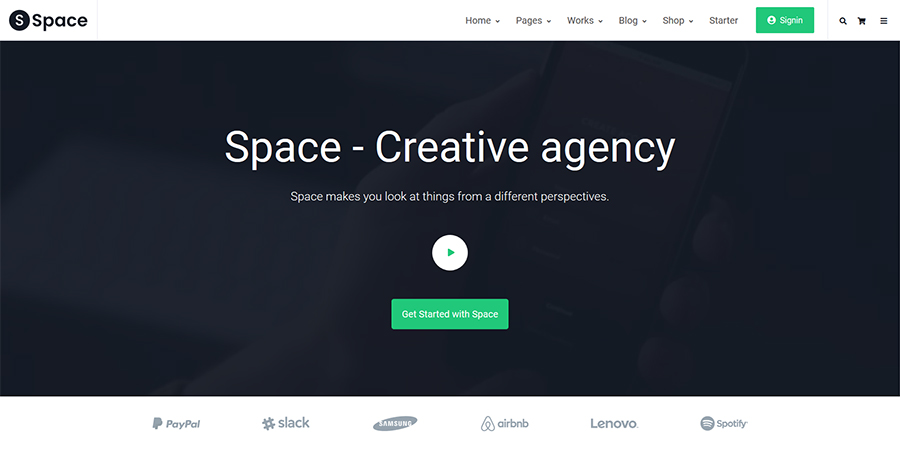 S Space
Home Pages Works Blog Shop Starter Signin
Space - Creative agency
Space makes you look at things from a different perspectives.
Get Started with Space
PayPal slack SAMSUNG airbnb Lenovo Spotify